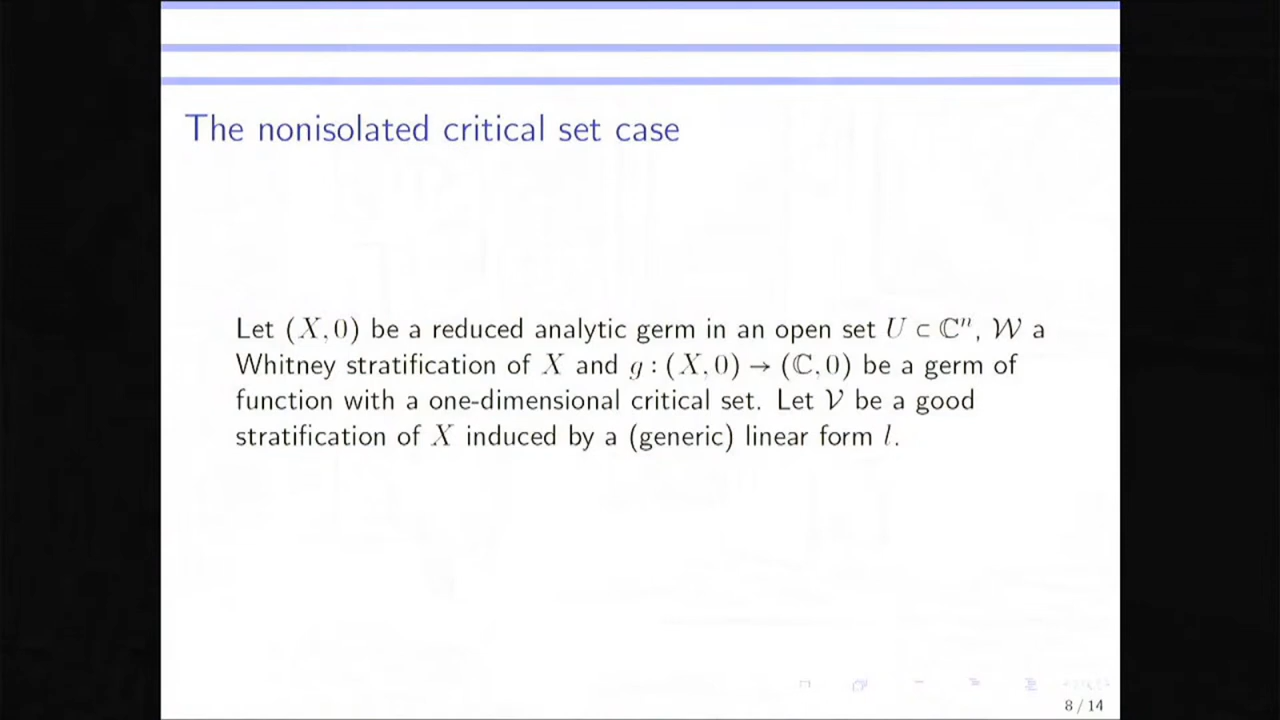 The nonisolated critical set case
Let (X, 0) be a reduced analytic germ in an open set U ⊂ ℂⁿ, 𝒲 a
Whitney stratification of X and g : (X, 0) → (ℂ, 0) be a germ of
function with a one-dimensional critical set. Let 𝒱 be a good
stratification of X induced by a (generic) linear form l.
8 / 14